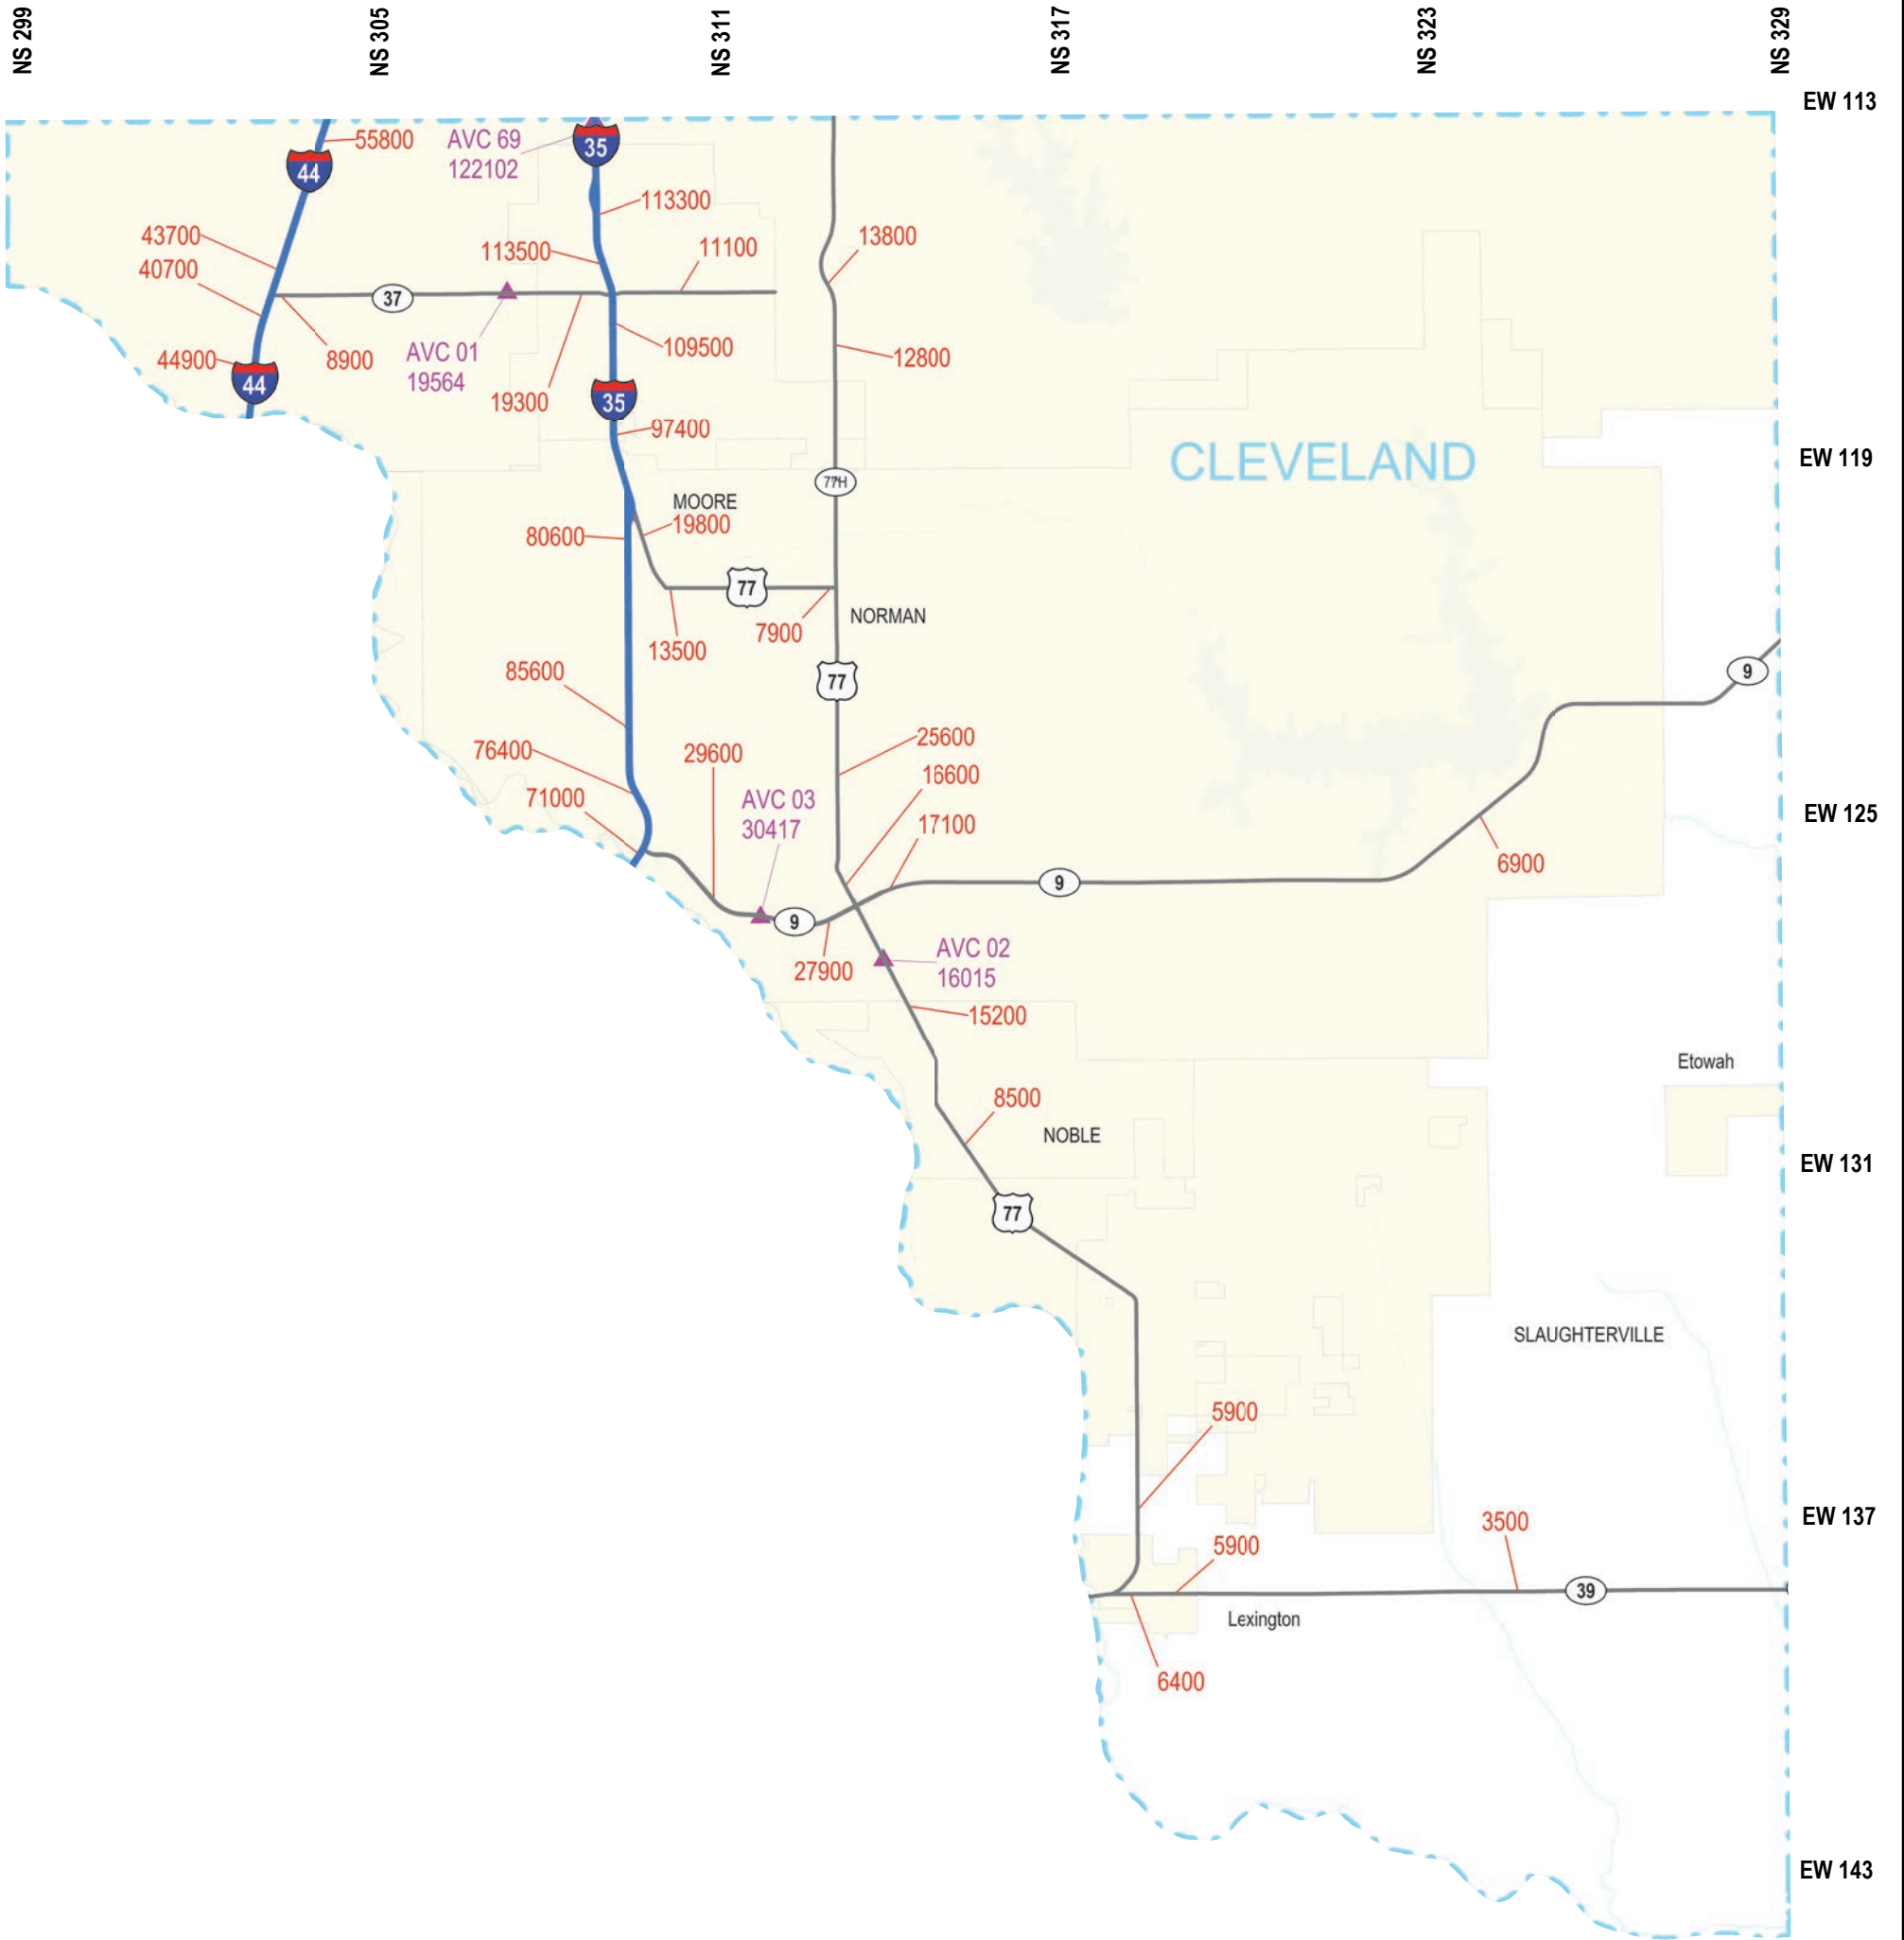 NS 299
NS 305
NS 311
NS 317
NS 323
NS 329
EW 113
55800
AVC 69
122102
35
44
113300
43700
113500
11100
13800
40700
37
44900
8900
AVC 01
19564
109500
12800
44
19300
35
97400
CLEVELAND
EW 119
77H
MOORE
19800
80600
77
NORMAN
7900
13500
85600
77
9
25600
76400
29600
16600
71000
AVC 03
30417
17100
EW 125
6900
9
9
27900
AVC 02
16015
15200
Etowah
8500
NOBLE
EW 131
77
SLAUGHTERVILLE
5900
3500
EW 137
5900
39
Lexington
6400
EW 143